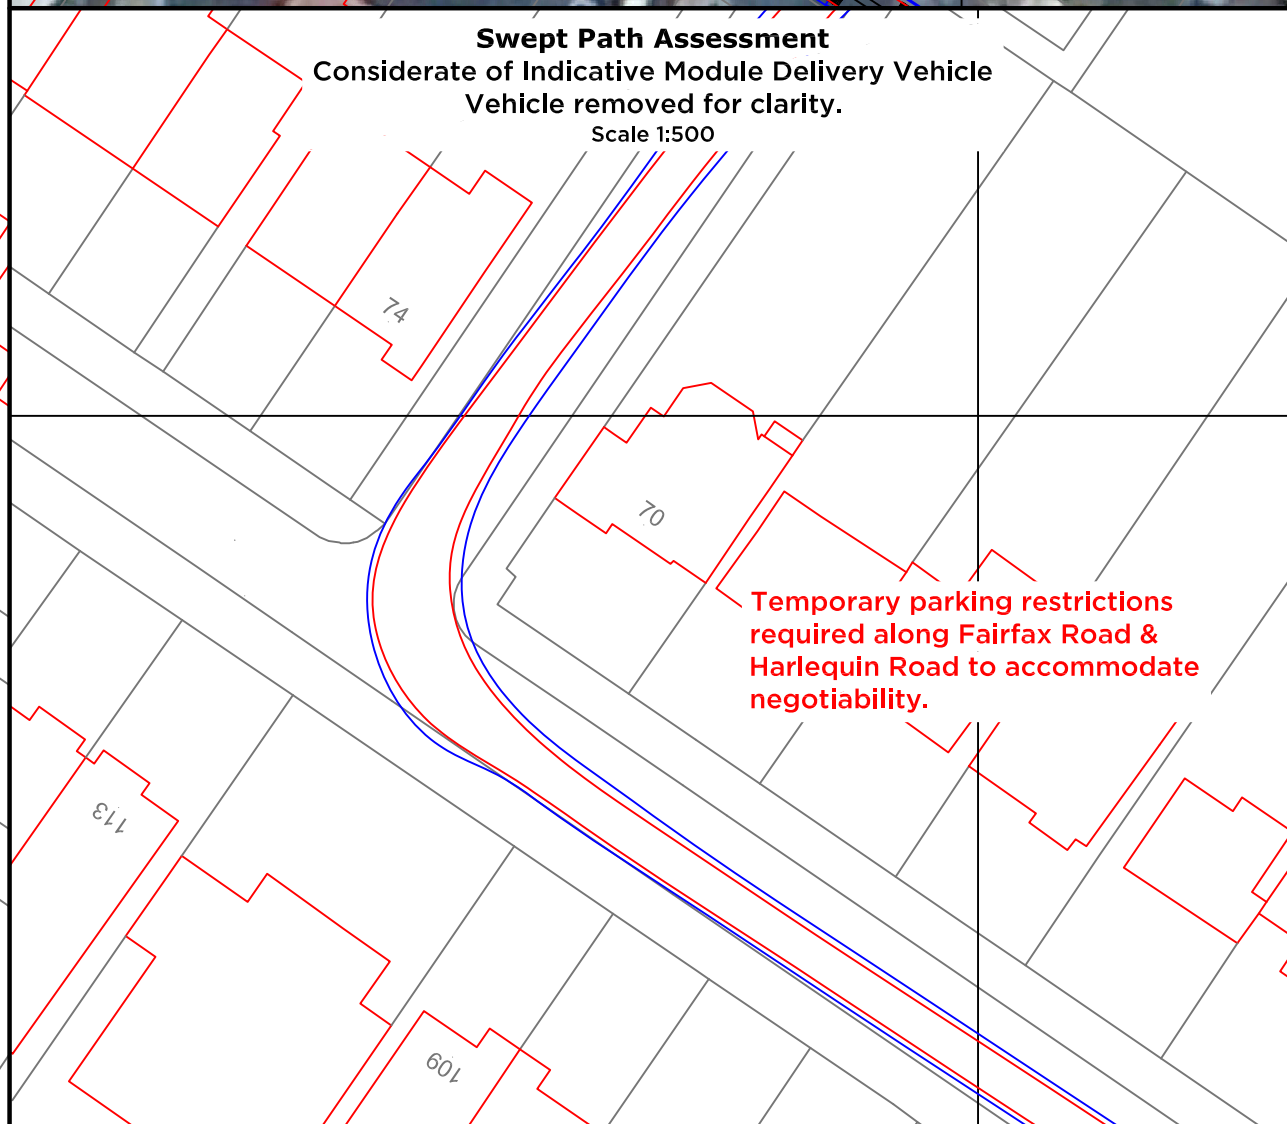 Swept Path Assessment
Considerate of Indicative Module Delivery Vehicle
Vehicle removed for clarity.
Scale 1:500
74
70
Temporary parking restrictions
required along Fairfax Road &
Harlequin Road to accommodate
negotiability.
113
109